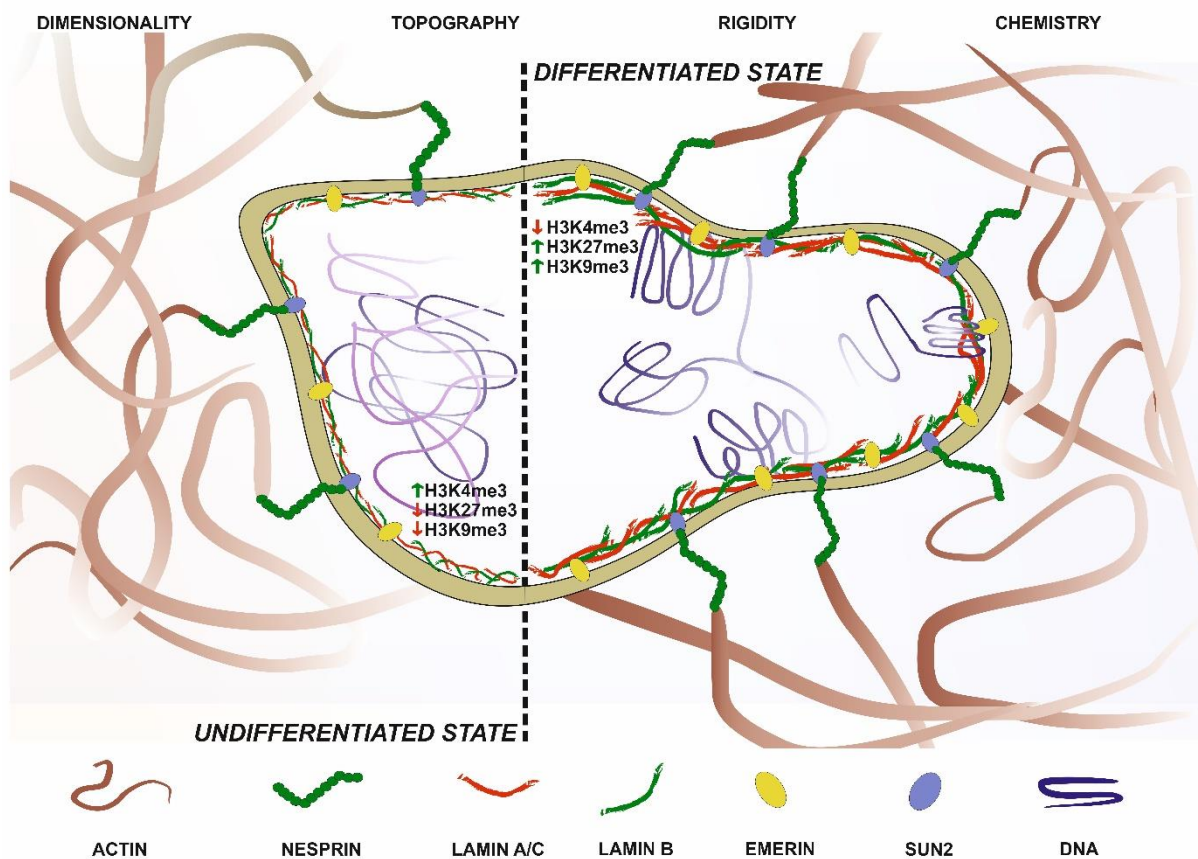 DIMENSIONALITY
TOPOGRAPHY
RIGIDITY
CHEMISTRY
DIFFERENTIATED STATE
↓H3K4me3
↑H3K27me3
↑H3K9me3
↑H3K4me3
↓H3K27me3
↓H3K9me3
UNDIFFERENTIATED STATE
ACTIN
NESPRIN
LAMIN A/C
LAMIN B
EMERIN
SUN2
DNA